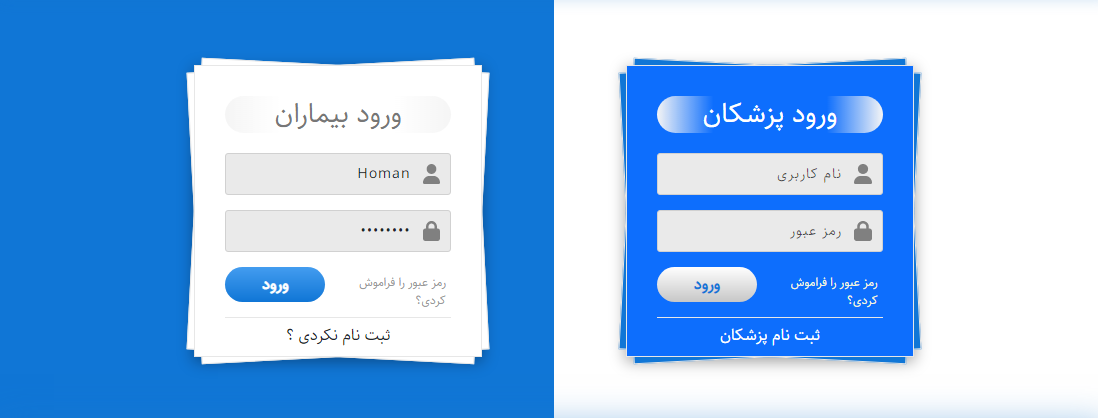 ورود پزشکان
نام کاربری
رمز عبور
رمز عبور را فراموش
کردی؟
ورود
ثبت نام پزشکان
ورود بیماران
Homan
••••••••
رمز عبور را فراموش
کردی؟
ورود
ثبت نام نکردی ؟